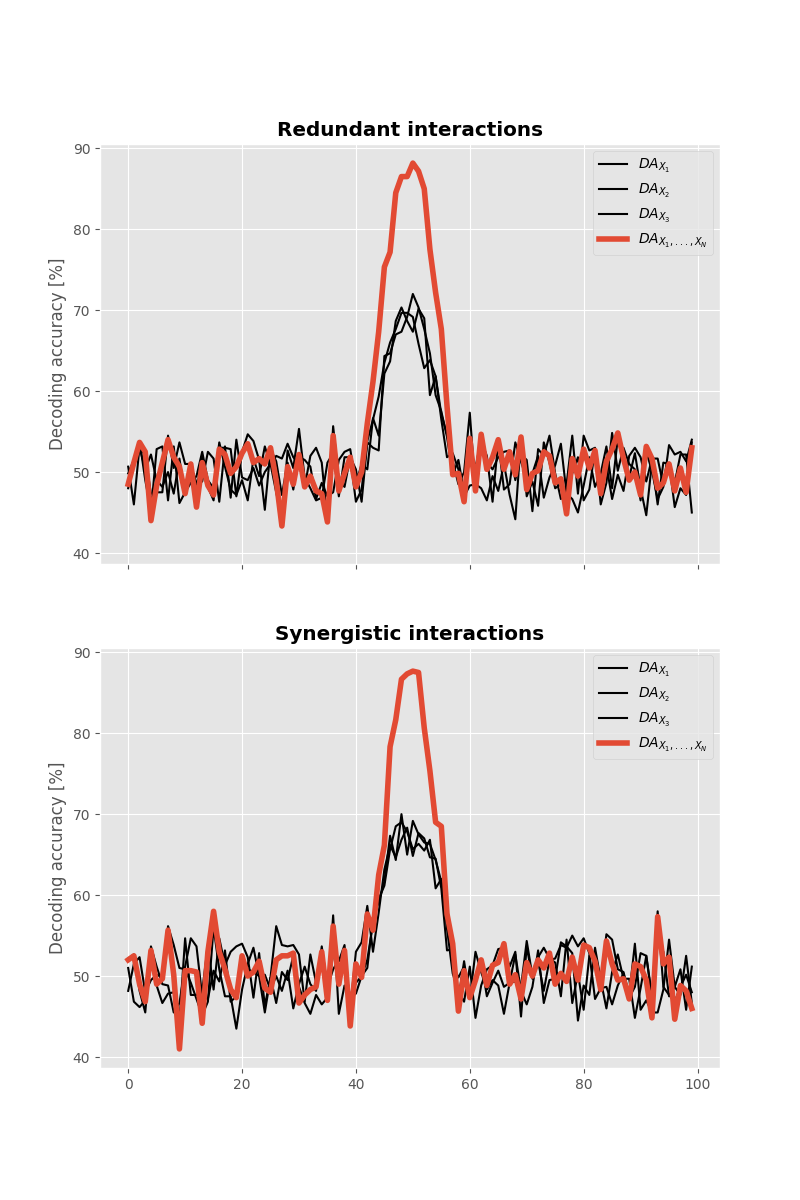 Redundant interactions
90
80
70
60
50
40
Decoding accuracy [%]
DA_{X_1}
DA_{X_2}
DA_{X_3}
DA_{X_1,...,X_N}
Synergistic interactions
90
80
70
60
50
40
Decoding accuracy [%]
DA_{X_1}
DA_{X_2}
DA_{X_3}
DA_{X_1,...,X_N}
0 20 40 60 80 100